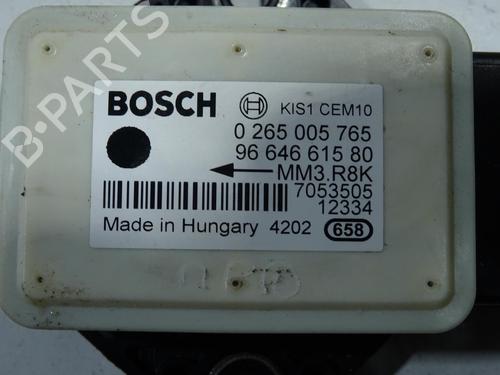 B-PARTS
BOSCH KIS1 CEM10
0 265 005 765
96 646 615 80
MM3.R8K
7053505
12334
Made in Hungary 4202 658